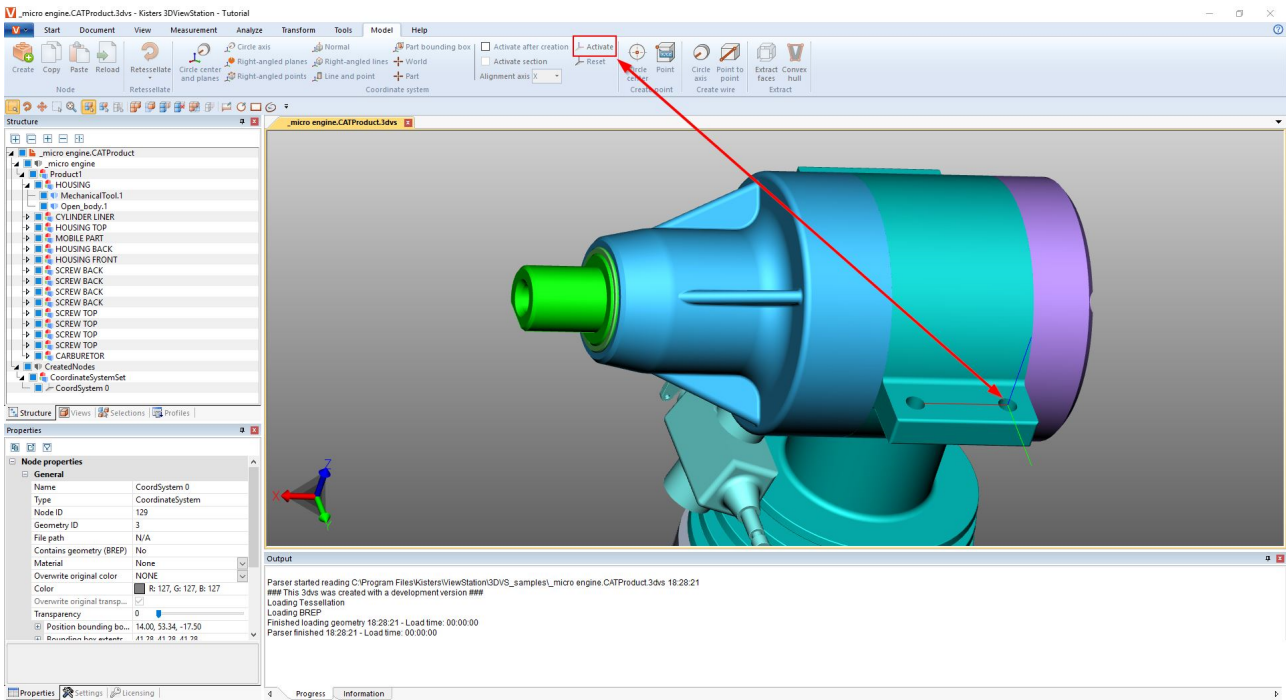 _micro engine.CATProduct.3dvs - Kisters 3DViewStation - Tutorial
Start Document View Measurement Analyze Transform Tools Model Help
Create Copy Paste Reload
Node
Retessellate
Retessellate
Circle center and planes
Circle axis Normal Part bounding box
Right-angled planes Right-angled lines World
Right-angled points Line and point Part
Activate after creation Activate
Activate section Reset
Alignment axis X
Coordinate system
Circle center Point
Create point
Circle axis Point to point
Create wire
Extract faces Convex hull
Extract
Structure
_micro engine.CATProduct.3dvs
_micro engine.CATProduct
_micro engine
Product1
HOUSING
MechanicalTool.1
Open_body.1
CYLINDER LINER
HOUSING TOP
MOBILE PART
HOUSING BACK
HOUSING FRONT
SCREW BACK
SCREW BACK
SCREW BACK
SCREW BACK
SCREW TOP
SCREW TOP
SCREW TOP
SCREW TOP
CARBURETOR
CreatedNodes
CoordinateSystemSet
CoordSystem 0
Structure Views Selections Profiles
Properties
Node properties
General
Name CoordSystem 0
Type CoordinateSystem
Node ID 129
Geometry ID 3
File path N/A
Contains geometry (BREP) No
Material None
Overwrite original color NONE
Color R: 127, G: 127, B: 127
Overwrite original transp...
Transparency 0
Position bounding bo... 14.00, 53.34, -17.50
Bounding box extents 41.28, 41.28, 41.28
Properties Settings Licensing
X Z Y
Output
Parser started reading C:\Program Files\Kisters\ViewStation\3DVS_samples\_micro engine.CATProduct.3dvs 18:28:21
### This 3dvs was created with a development version ###
Loading Tessellation
Loading BREP
Finished loading geometry 18:28:21 - Load time: 00:00:00
Parser finished 18:28:21 - Load time: 00:00:00
Progress Information